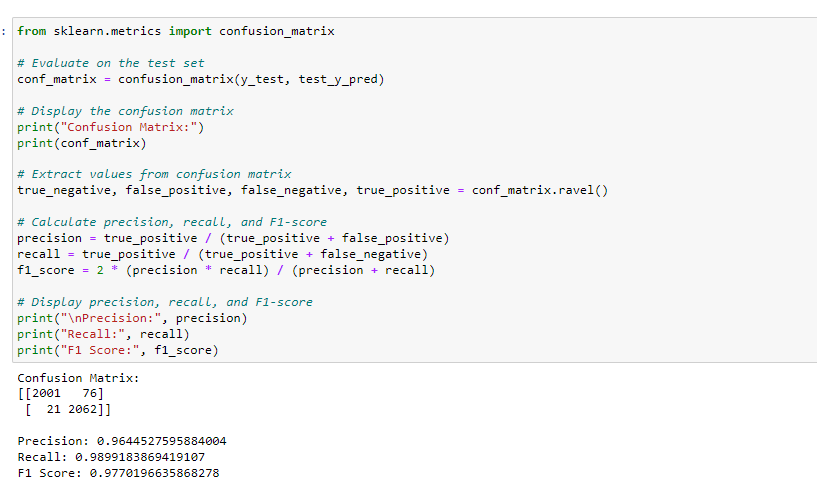 : from sklearn.metrics import confusion_matrix
# Evaluate on the test set
conf_matrix = confusion_matrix(y_test, test_y_pred)
# Display the confusion matrix
print("Confusion Matrix:")
print(conf_matrix)
# Extract values from confusion matrix
true_negative, false_positive, false_negative, true_positive = conf_matrix.ravel()
# Calculate precision, recall, and F1-score
precision = true_positive / (true_positive + false_positive)
recall = true_positive / (true_positive + false_negative)
f1_score = 2 * (precision * recall) / (precision + recall)
# Display precision, recall, and F1-score
print("\nPrecision:", precision)
print("Recall:", recall)
print("F1 Score:", f1_score)
Confusion Matrix:
[[2001   76]
 [  21 2062]]
Precision: 0.9644527595884004
Recall: 0.9899183869419107
F1 Score: 0.9770196635868278